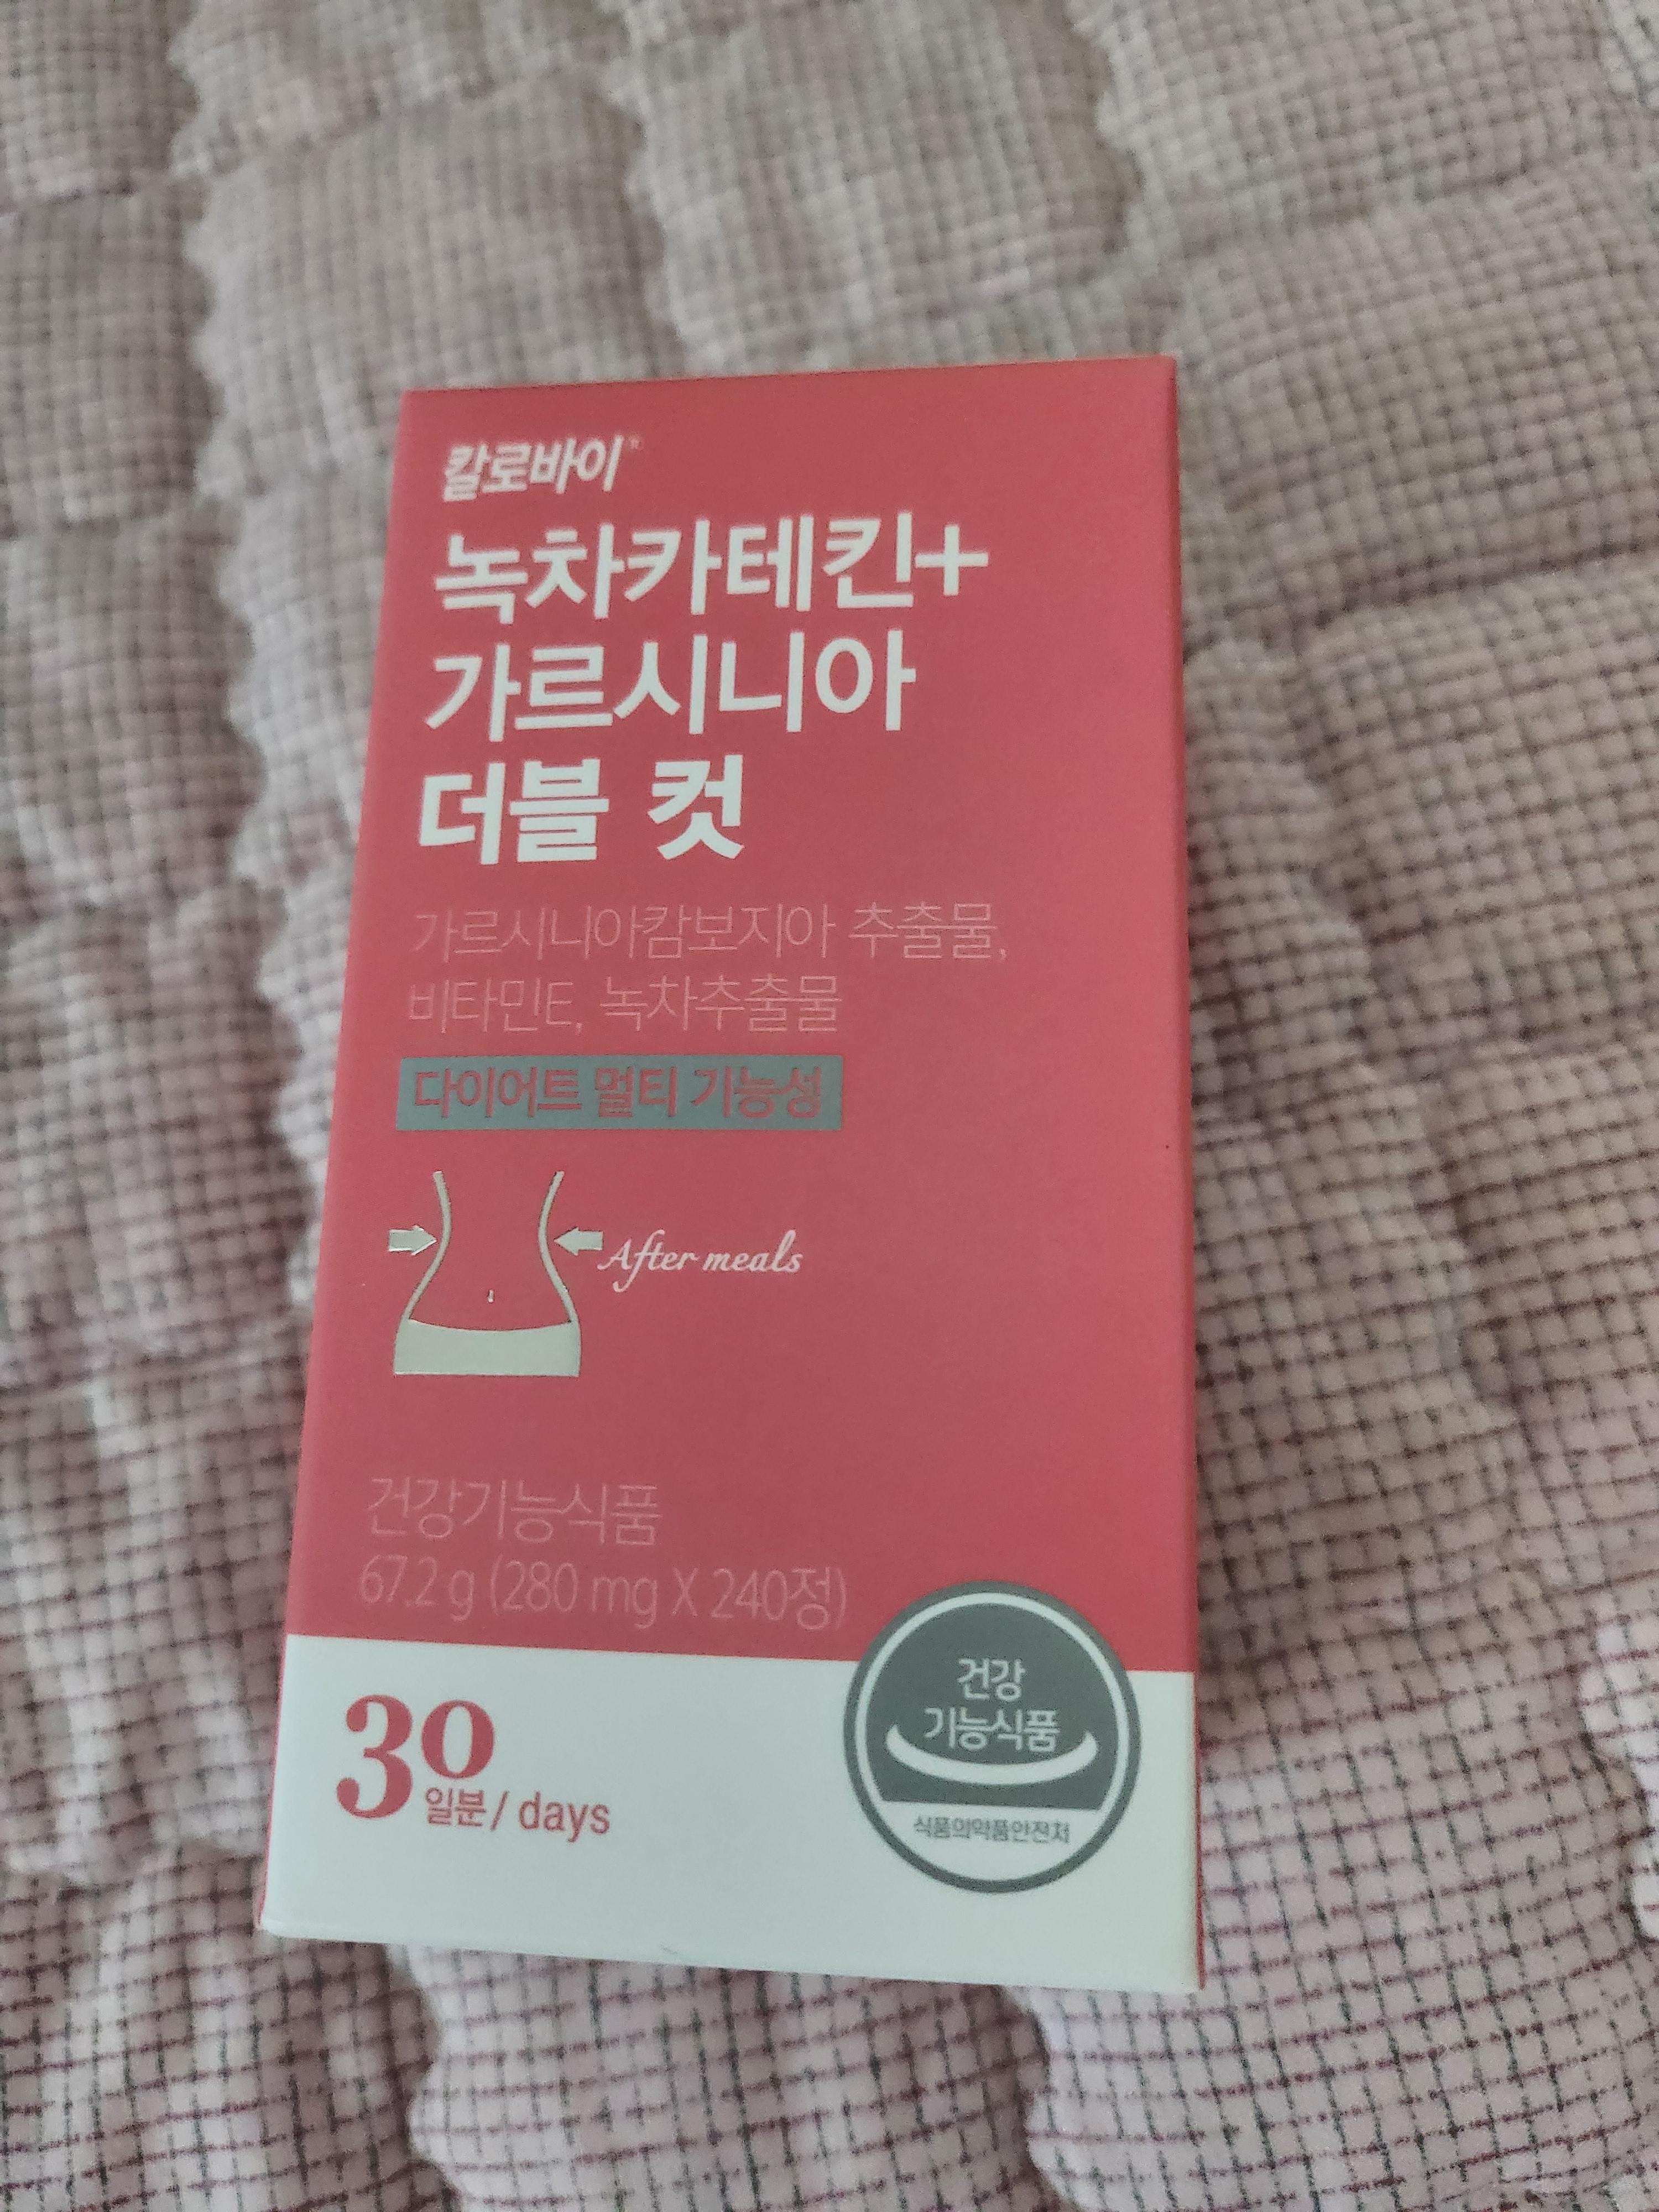 칼로바이®
녹차카테킨+
가르시니아
더블 컷
가르시니아캄보지아 추출물,
비타민E, 녹차추출물
다이어트 멀티 기능성
After meals
건강기능식품
67.2 g (280 mg X 240정)
30
일분/ days
건강
기능식품
식품의약품안전처